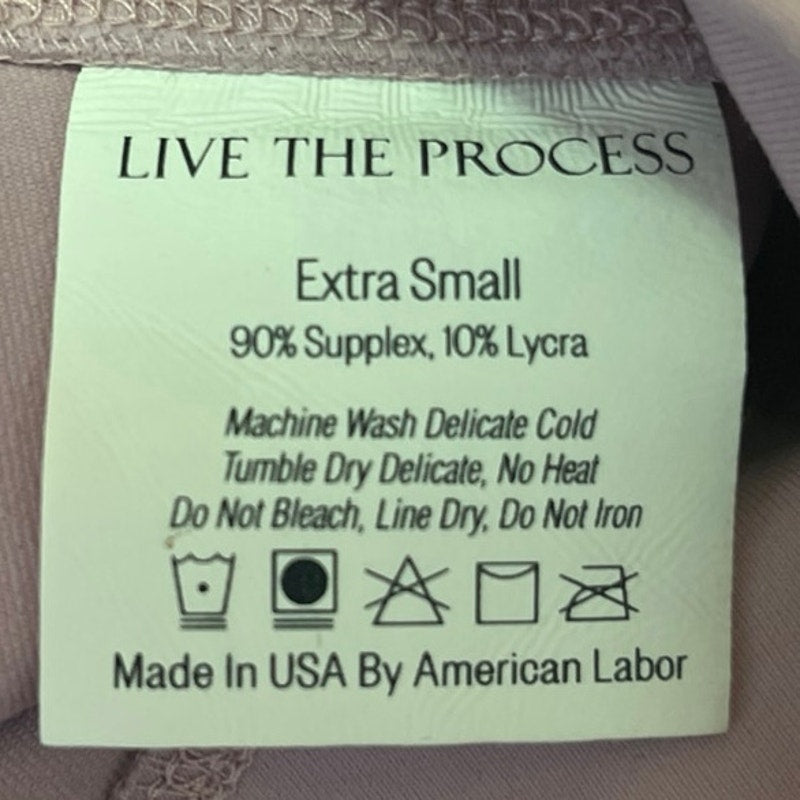 LIVE THE PROCESS
Extra Small
90% Supplex, 10% Lycra
Machine Wash Delicate Cold
Tumble Dry Delicate, No Heat
Do Not Bleach, Line Dry, Do Not Iron
Made In USA By American Labor